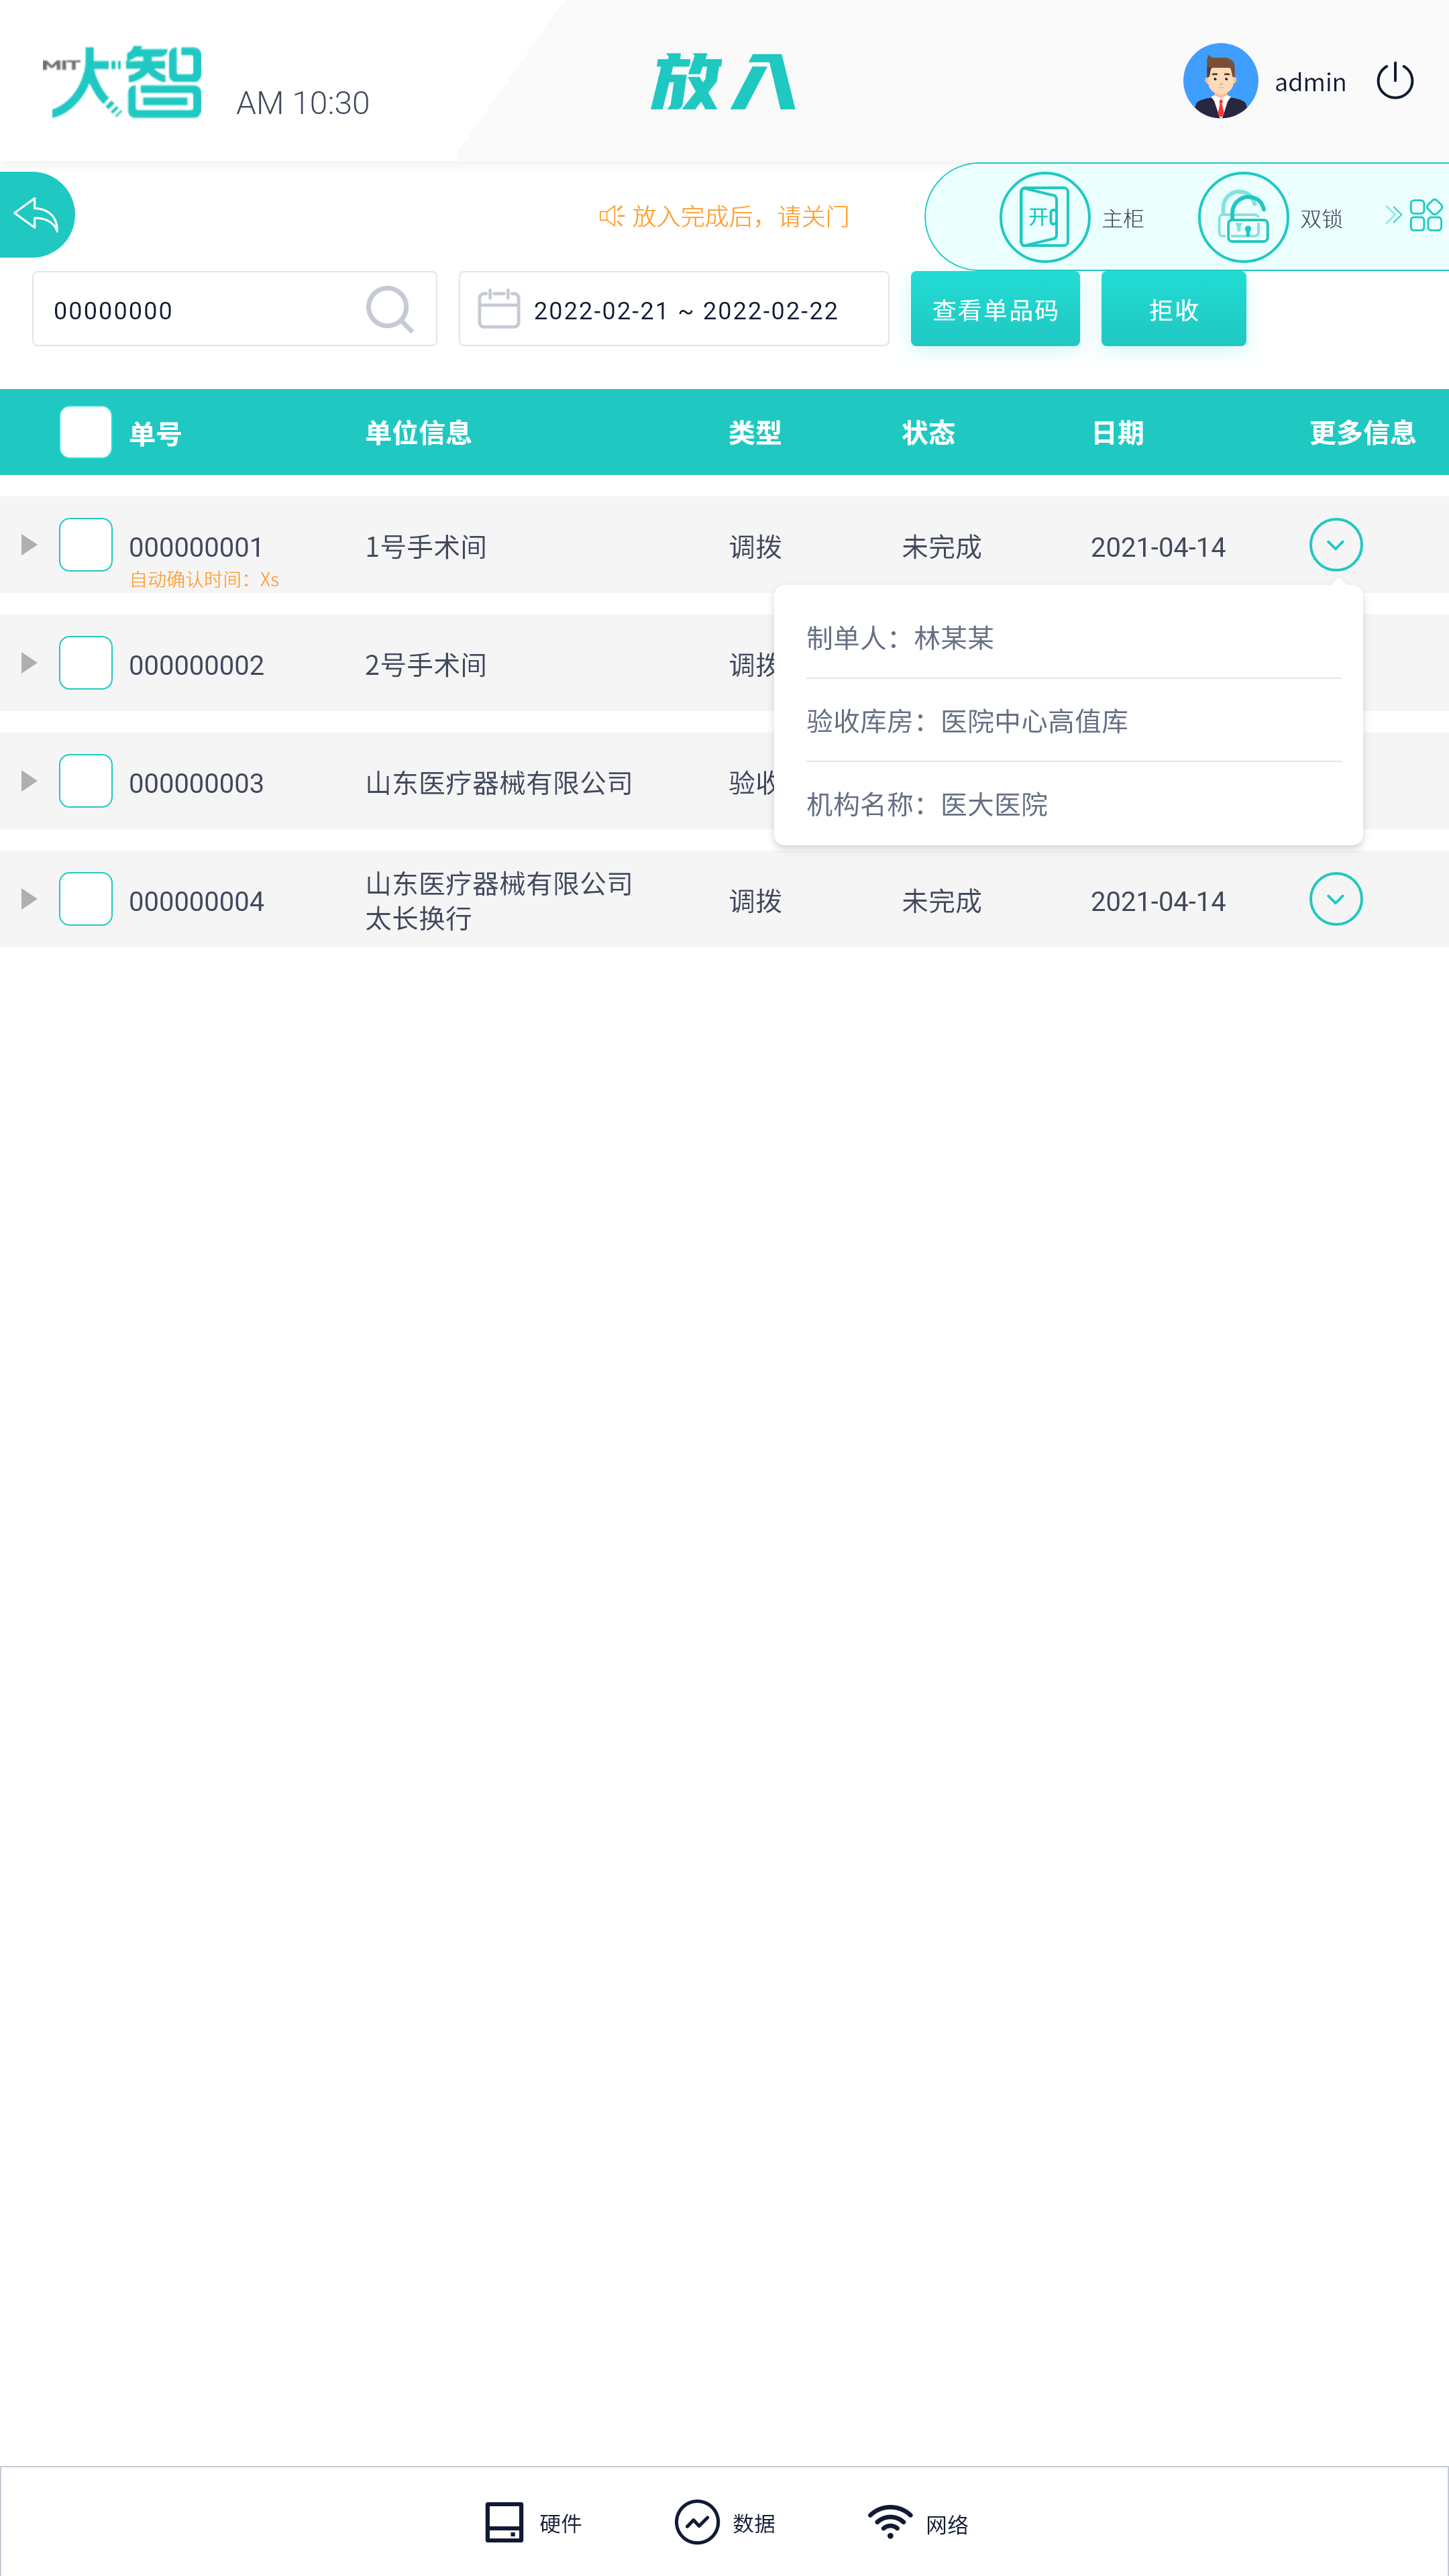 MIT大智
AM 10:30
放入
admin
放入完成后，请关门
开
主柜
双锁
00000000
2022-02-21 ~ 2022-02-22
查看单品码
拒收
单号 单位信息 类型 状态 日期 更多信息
000000001 1号手术间 调拨 未完成 2021-04-14
自动确认时间：Xs
000000002 2号手术间 调拨
000000003 山东医疗器械有限公司 验收
制单人：林某某
验收库房：医院中心高值库
机构名称：医大医院
000000004 山东医疗器械有限公司 调拨 未完成 2021-04-14
太长换行
硬件
数据
网络